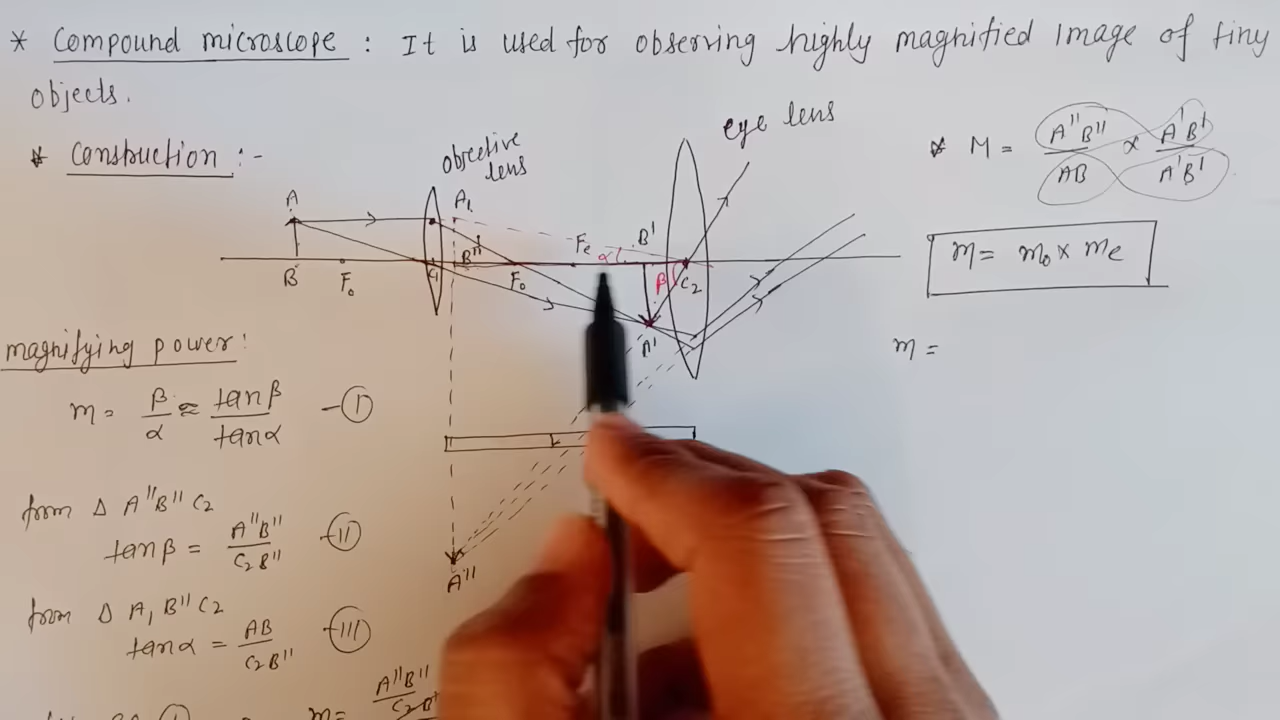 * Compound microscope : It is used for observing highly magnified Image of tiny
objects.
* Construction :-
objective
lens
eye lens
A
A₁
B
F₀
C₁
B"
F₀
Fe
α
B'
β
C₂
A'
A"
L
magnifying power:
m = β/α ≈ tanβ/tanα -(I)
from Δ A"B"C₂
tanβ = A"B"/C₂B" -(II)
from Δ A₁B"C₂
tanα = AB/C₂B" -(III)
m = A"B"/C₂B"
* M = A"B"/AB × A'B'/A'B'
m = m₀ × me
m =